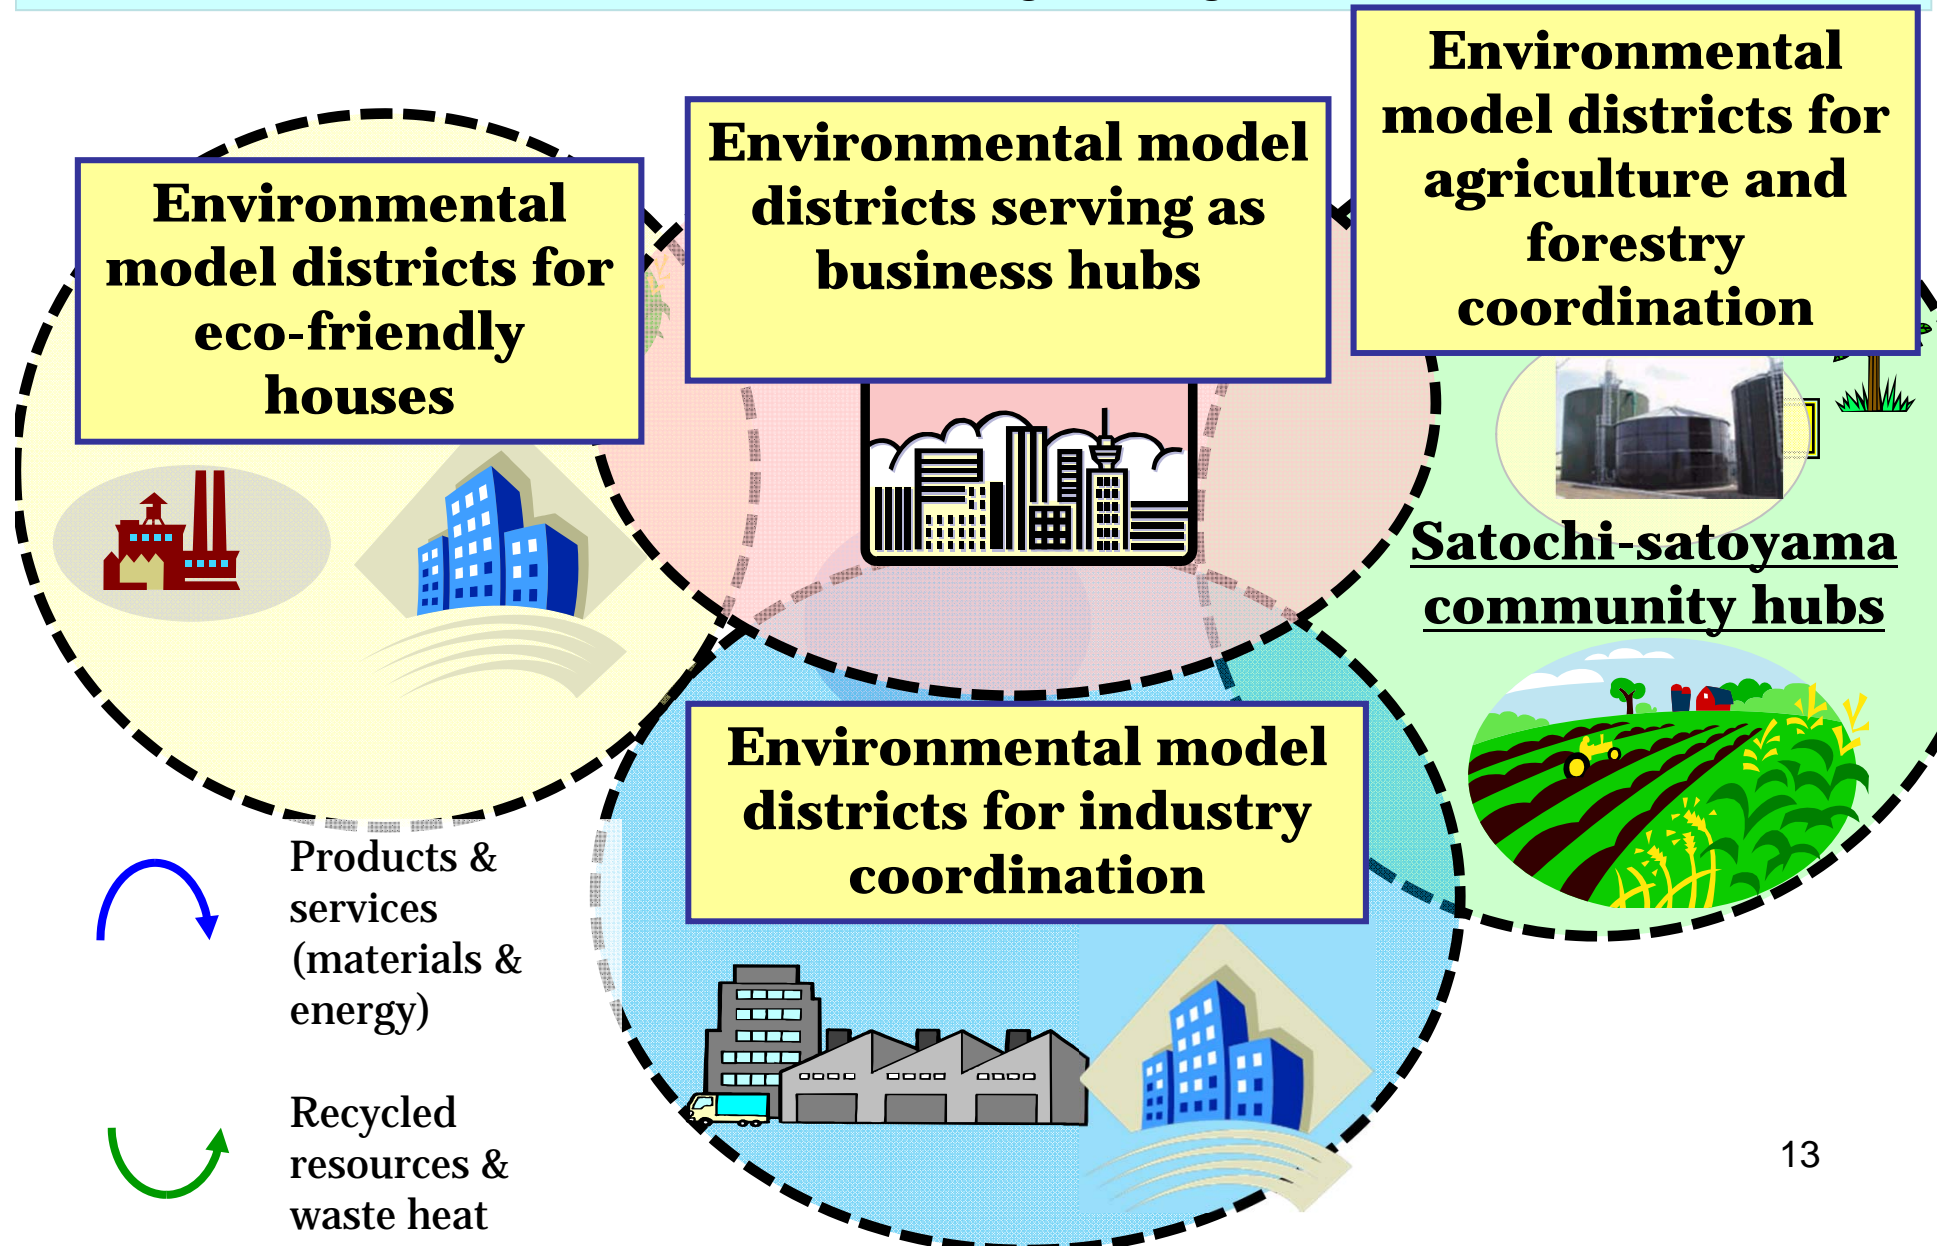 Environmental
model districts for
eco-friendly
houses
Environmental model
districts serving as
business hubs
Environmental
model districts for
agriculture and
forestry
coordination
Satochi-satoyama
community hubs
Environmental model
districts for industry
coordination
Products &
services
(materials &
energy)
Recycled
resources &
waste heat
13